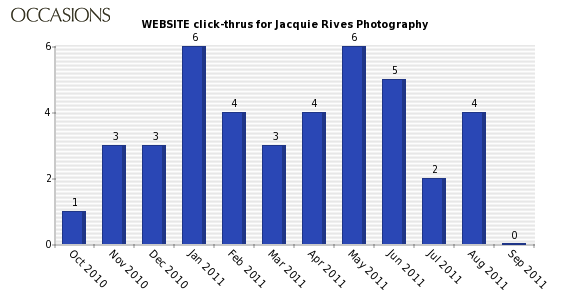 OCCASIONS
WEBSITE click-thrus for Jacquie Rives Photography
6
4
2
0
1
3
3
6
4
3
4
6
5
2
4
0
Oct 2010
Nov 2010
Dec 2010
Jan 2011
Feb 2011
Mar 2011
Apr 2011
May 2011
Jun 2011
Jul 2011
Aug 2011
Sep 2011